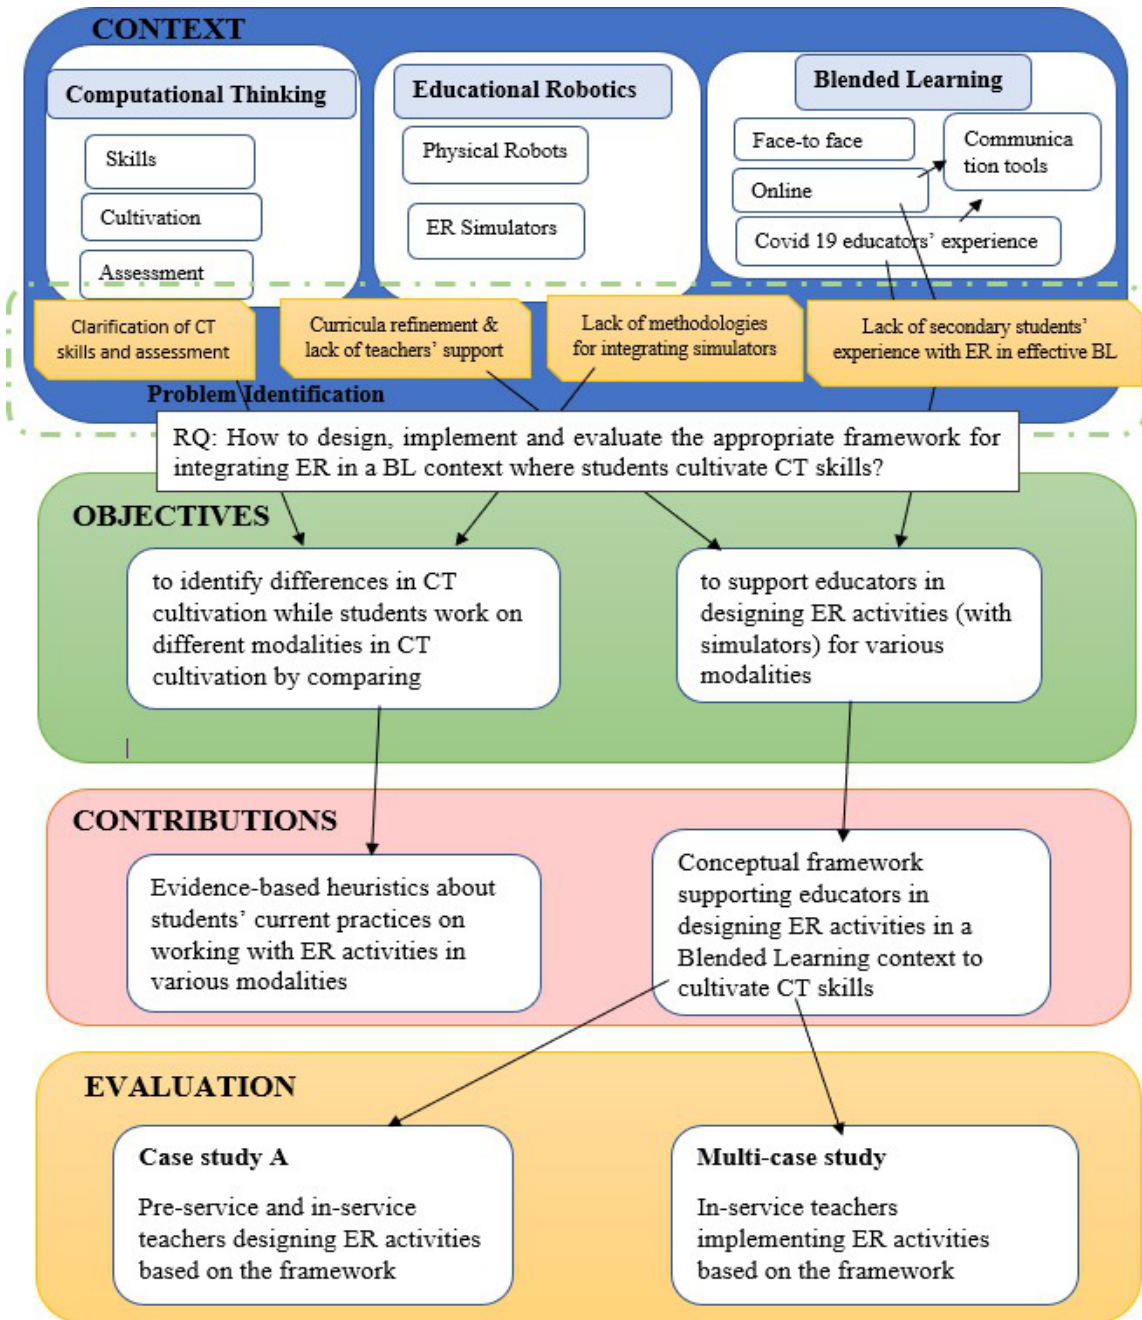 CONTEXT
Computational Thinking
Skills
Cultivation
Assessment
Educational Robotics
Physical Robots
ER Simulators
Blended Learning
Face-to face
Online
Covid 19 educators’ experience
Communica
tion tools
Clarification of CT
skills and assessment
Curricula refinement &
lack of teachers’ support
Lack of methodologies
for integrating simulators
Lack of secondary students’
experience with ER in effective BL
Problem Identification
RQ: How to design, implement and evaluate the appropriate framework for
integrating ER in a BL context where students cultivate CT skills?
OBJECTIVES
to identify differences in CT
cultivation while students work on
different modalities in CT
cultivation by comparing
to support educators in
designing ER activities (with
simulators) for various
modalities
CONTRIBUTIONS
Evidence-based heuristics about
students’ current practices on
working with ER activities in
various modalities
Conceptual framework
supporting educators in
designing ER activities in a
Blended Learning context to
cultivate CT skills
EVALUATION
Case study A
Pre-service and in-service
teachers designing ER activities
based on the framework
Multi-case study
In-service teachers
implementing ER activities
based on the framework